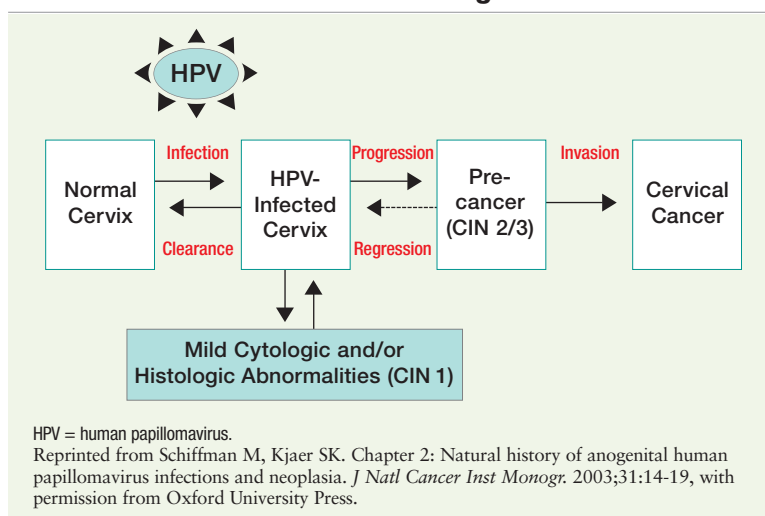 HPV
Infection
Progression
Invasion
Normal
Cervix
HPV-
Infected
Cervix
Pre-
cancer
(CIN 2/3)
Cervical
Cancer
Clearance
Regression
Mild Cytologic and/or
Histologic Abnormalities (CIN 1)
HPV = human papillomavirus.
Reprinted from Schiffman M, Kjaer SK. Chapter 2: Natural history of anogenital human
papillomavirus infections and neoplasia. J Natl Cancer Inst Monogr. 2003;31:14-19, with
permission from Oxford University Press.